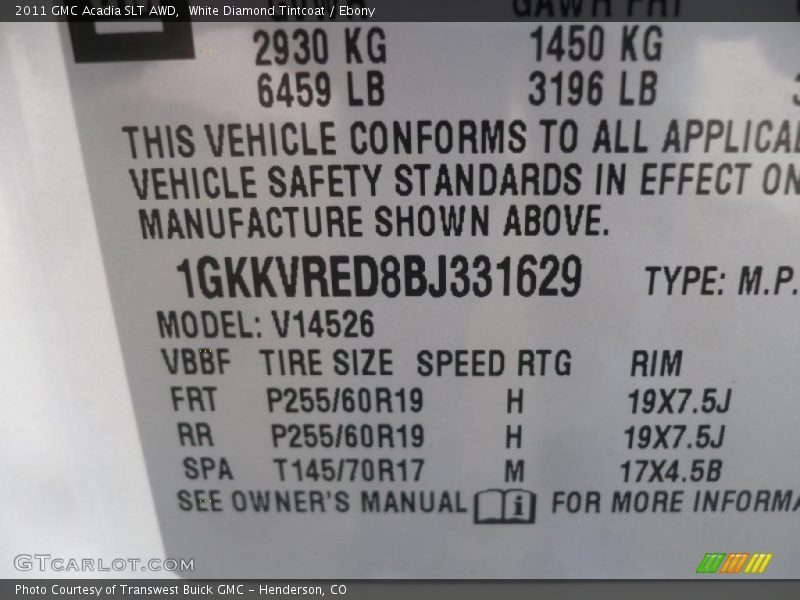 2011 GMC Acadia SLT AWD, White Diamond Tintcoat / Ebony
GAWR FRT
2930 KG 1450 KG
6459 LB 3196 LB
THIS VEHICLE CONFORMS TO ALL APPLICAB
VEHICLE SAFETY STANDARDS IN EFFECT ON
MANUFACTURE SHOWN ABOVE.
1GKKVRED8BJ331629 TYPE: M.P.
MODEL: V14526
VBBF TIRE SIZE SPEED RTG RIM
FRT P255/60R19 H 19X7.5J
RR P255/60R19 H 19X7.5J
SPA T145/70R17 M 17X4.5B
SEE OWNER'S MANUAL i FOR MORE INFORMA
GTcarlot.com
Photo Courtesy of Transwest Buick GMC - Henderson, CO